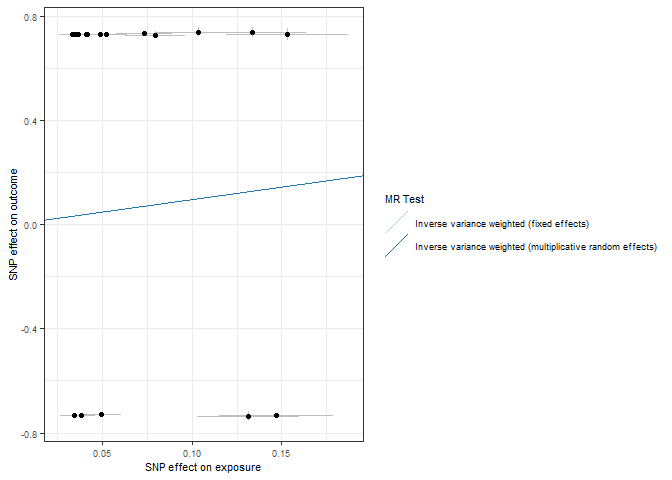 0.8
0.4
0.0
-0.4
-0.8
SNP effect on outcome
0.05
0.10
0.15
SNP effect on exposure
MR Test
Inverse variance weighted (fixed effects)
Inverse variance weighted (multiplicative random effects)